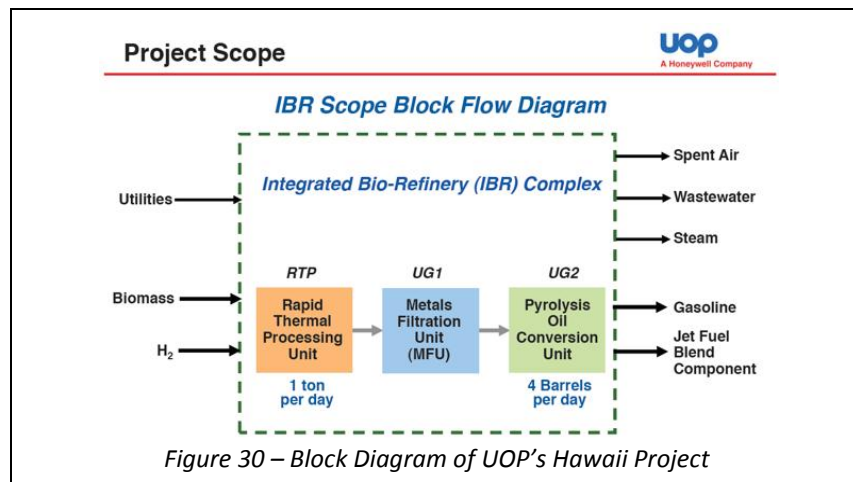 Project Scope
uop
A Honeywell Company
IBR Scope Block Flow Diagram
Integrated Bio-Refinery (IBR) Complex
Utilities
Biomass
H₂
RTP
Rapid
Thermal
Processing
Unit
1 ton
per day
UG1
Metals
Filtration
Unit
(MFU)
UG2
Pyrolysis
Oil
Conversion
Unit
4 Barrels
per day
Spent Air
Wastewater
Steam
Gasoline
Jet Fuel
Blend
Component
Figure 30 – Block Diagram of UOP's Hawaii Project